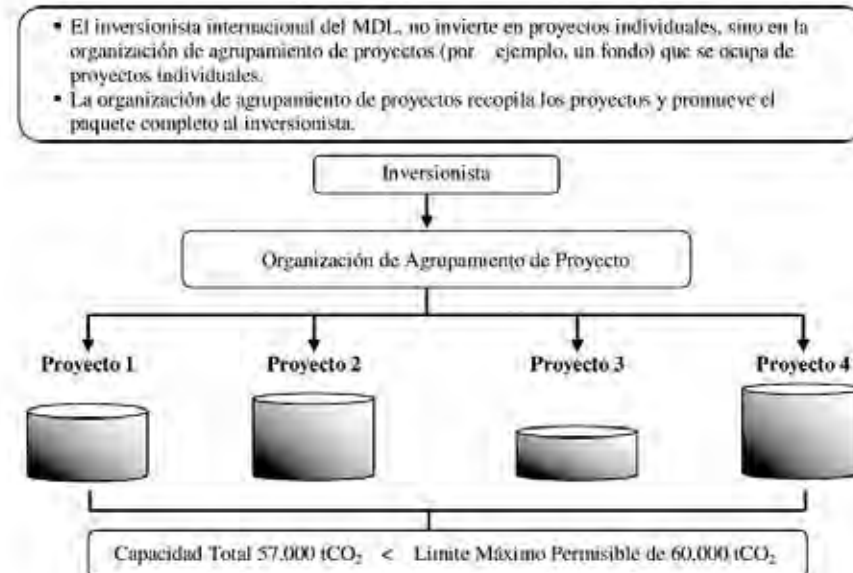 • El inversionista internacional del MDL, no invierte en proyectos individuales, sino en la
organización de agrupamiento de proyectos (por ejemplo, un fondo) que se ocupa de
proyectos individuales.
• La organización de agrupamiento de proyectos recopila los proyectos y promueve el
paquete completo al inversionista.
Inversionista
Organización de Agrupamiento de Proyecto
Proyecto 1 Proyecto 2 Proyecto 3 Proyecto 4
Capacidad Total 57.000 tCO₂ < Limite Máximo Permisible de 60.000 tCO₂